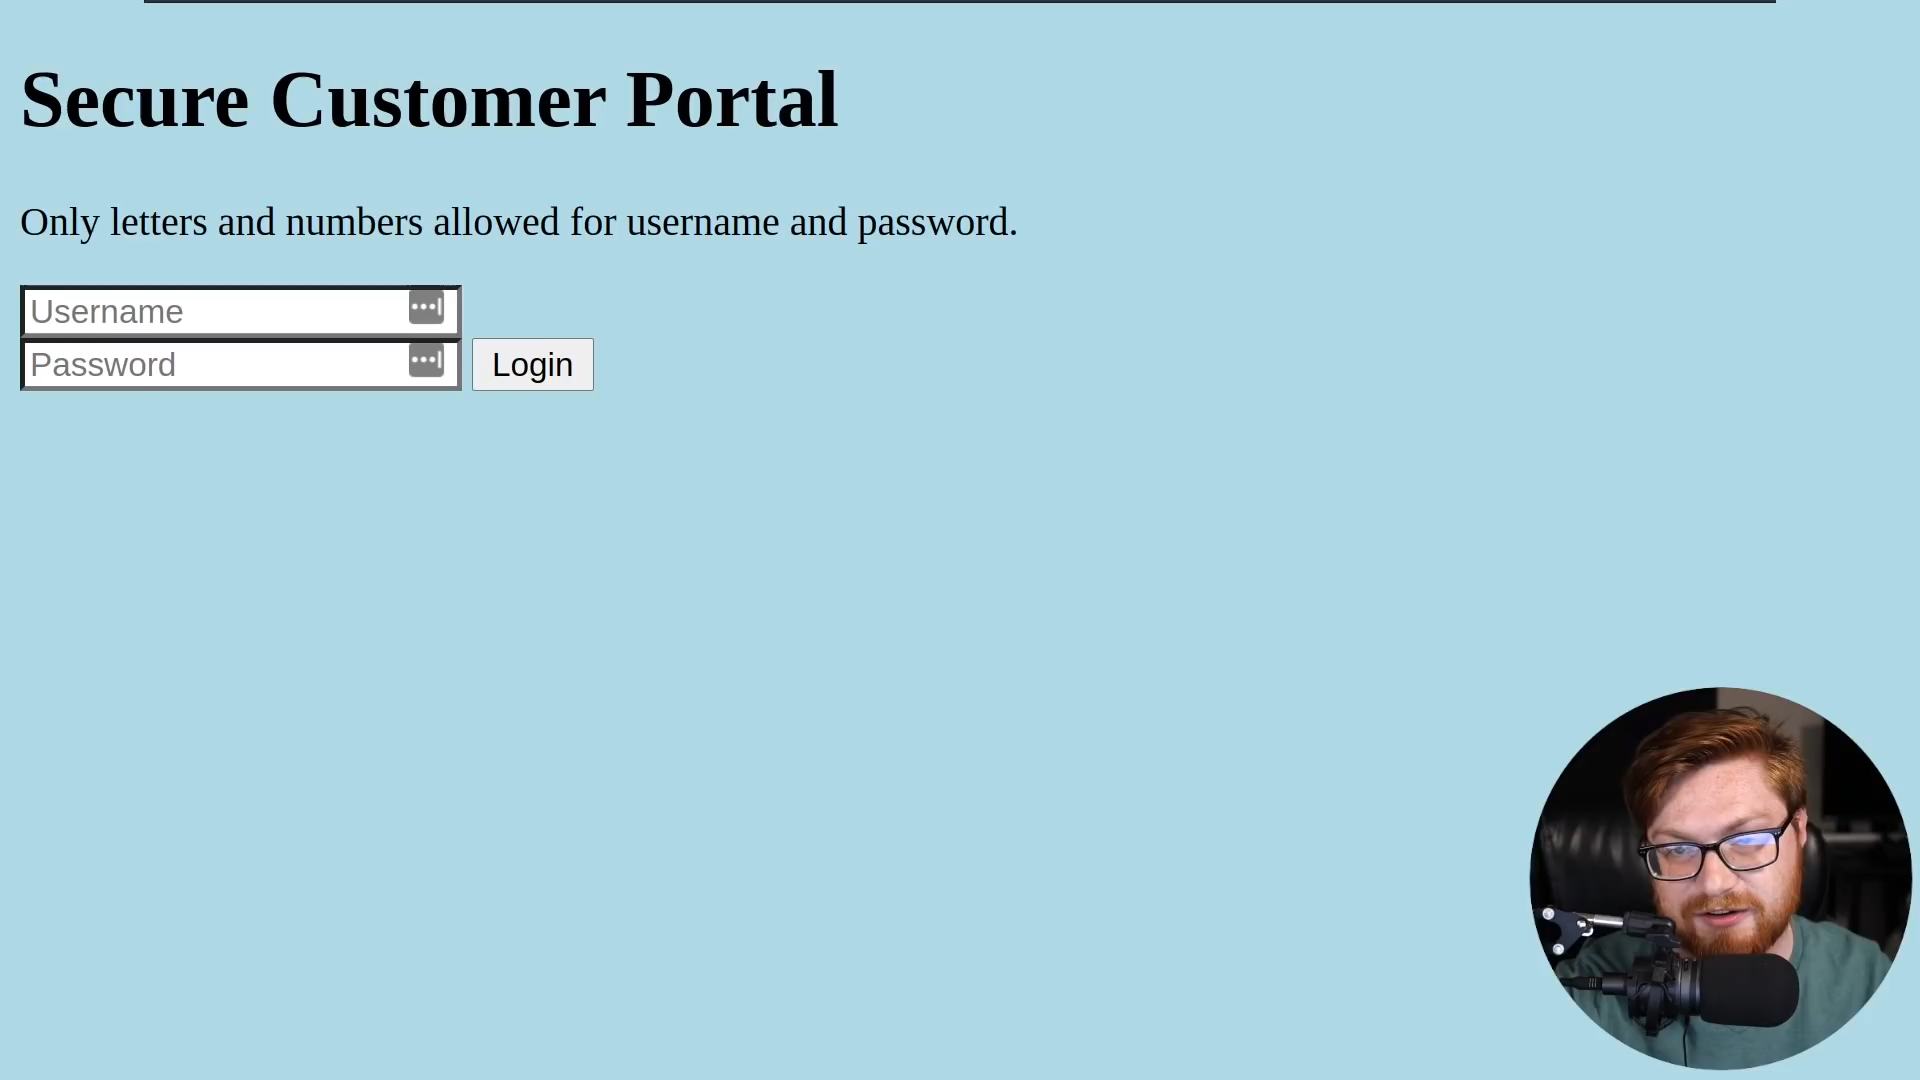 Secure Customer Portal
Only letters and numbers allowed for username and password.
Username
Password
Login